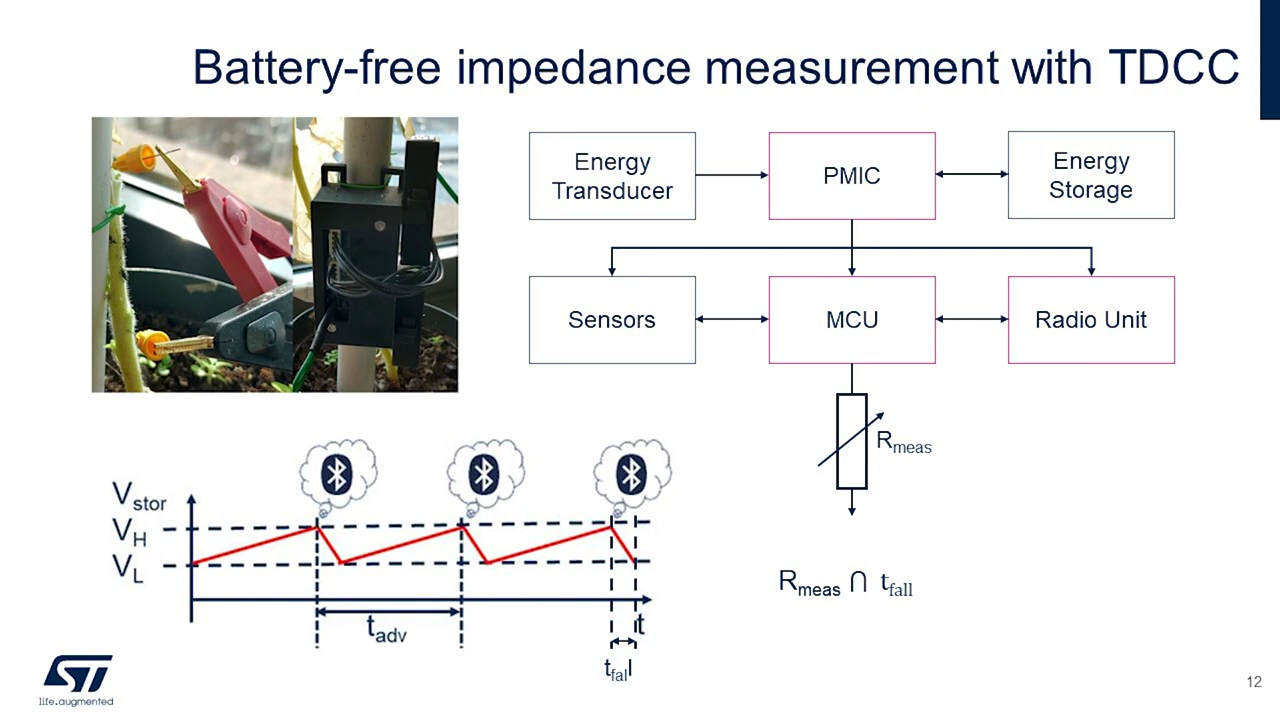 Battery-free impedance measurement with TDCC
Energy
Transducer
PMIC
Energy
Storage
Sensors
MCU
Radio Unit
Rmeas
Vstor
VH
VL
tadv
t
tfall
Rmeas ∩ tfall
ST
life.augmented
12